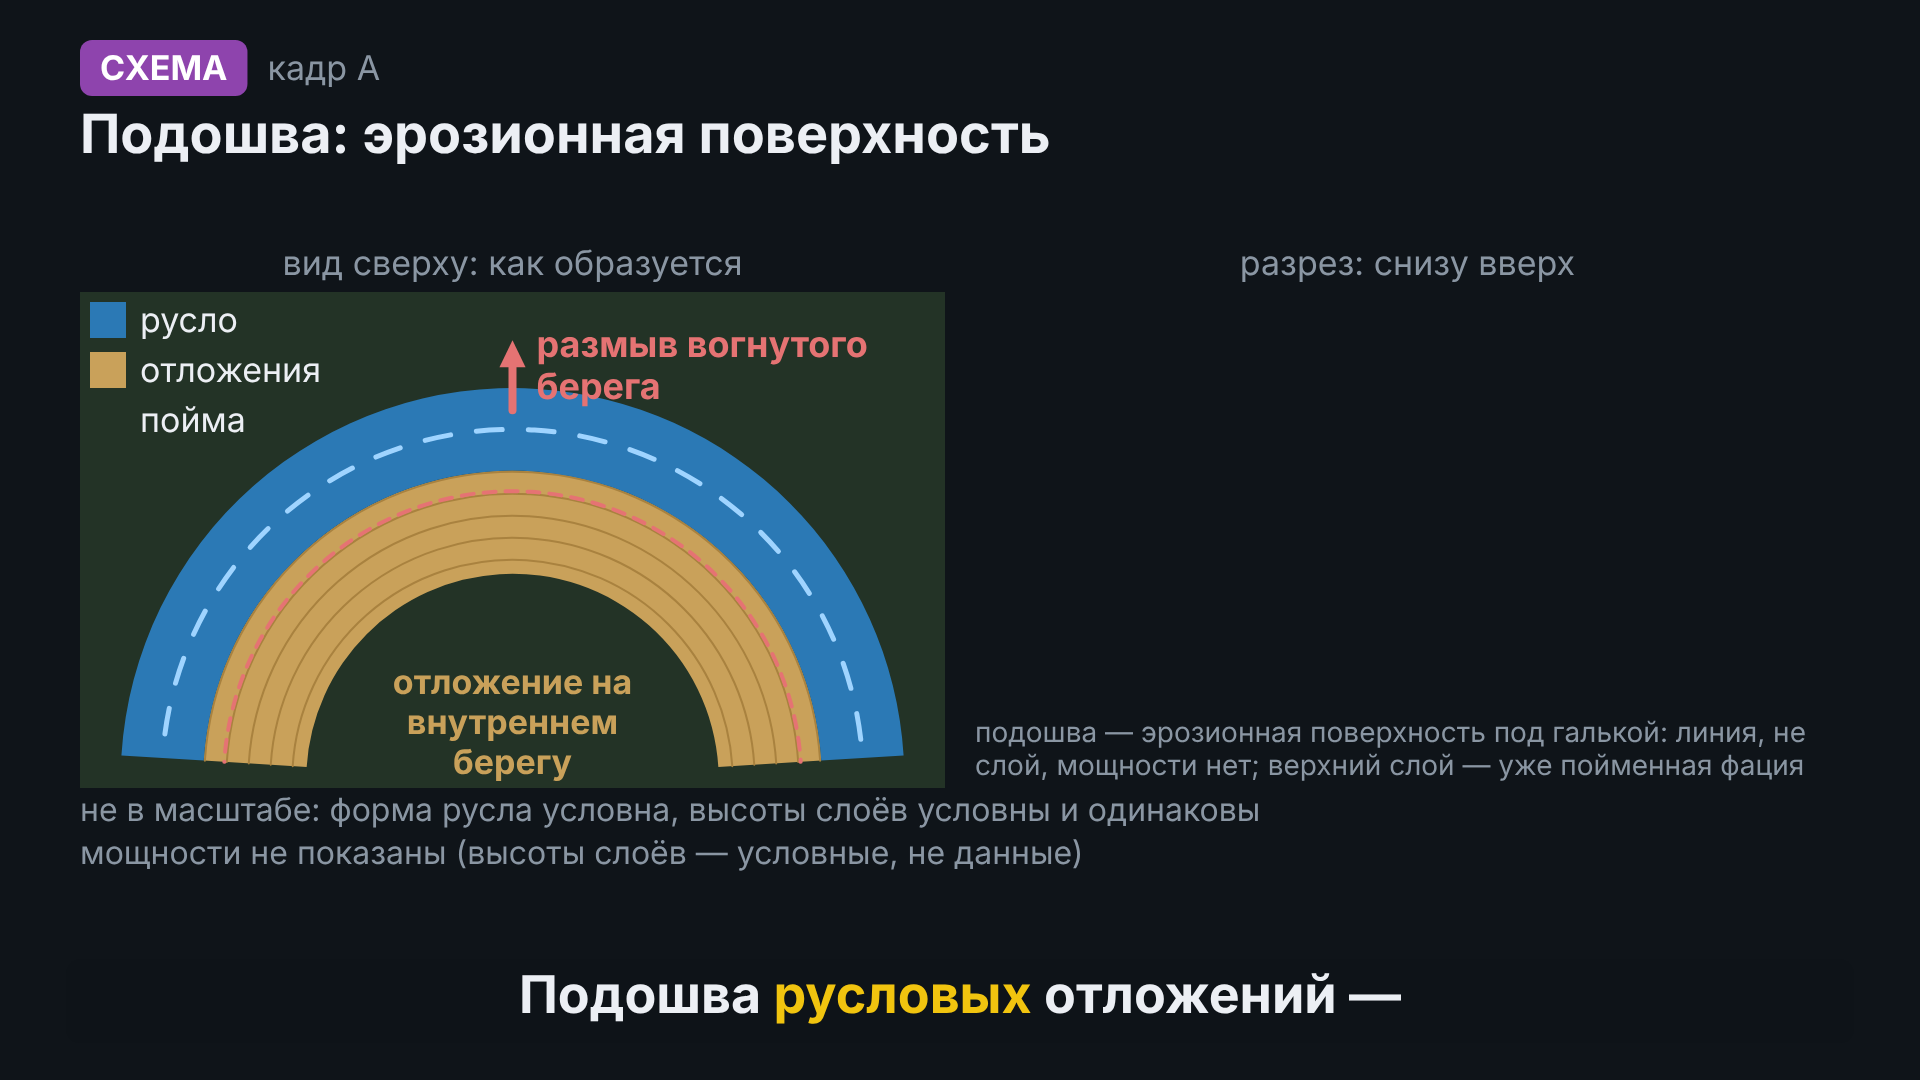 СХЕМА кадр А
Подошва: эрозионная поверхность
вид сверху: как образуется
разрез: снизу вверх
русло
отложения
пойма
размыв вогнутого
берега
отложение на
внутреннем
берегу
подошва — эрозионная поверхность под галькой: линия, не
слой, мощности нет; верхний слой — уже пойменная фация
не в масштабе: форма русла условна, высоты слоёв условны и одинаковы
мощности не показаны (высоты слоёв — условные, не данные)
Подошва русловых отложений —